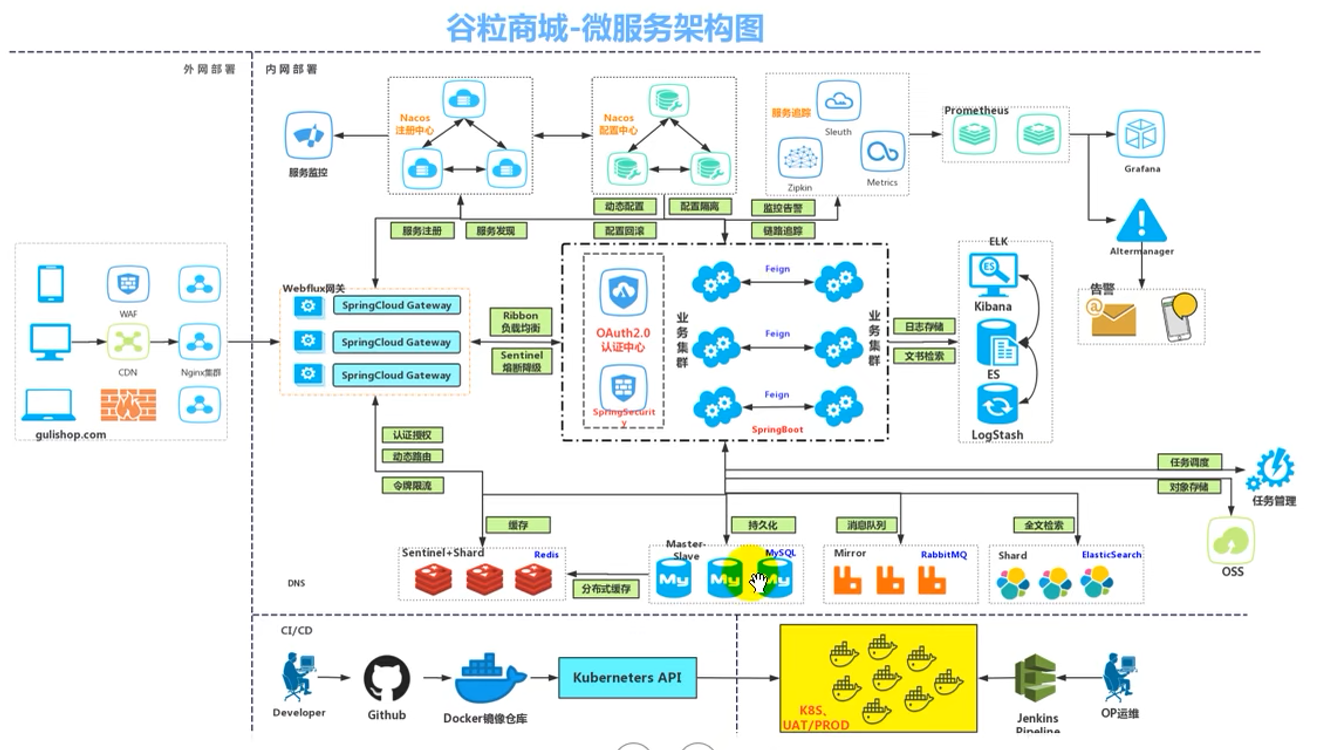 谷粒商城-微服务架构图
外网部署
内网部署
服务监控
Nacos
注册中心
Nacos
配置中心
服务追踪
Sleuth
Zipkin
Metrics
Prometheus
Grafana
动态配置
配置隔离
监控告警
服务注册
服务发现
配置回滚
链路追踪
Altermanager
告警
@
WAF
CDN
Nginx集群
gulishop.com
Webflux网关
SpringCloud Gateway
SpringCloud Gateway
SpringCloud Gateway
Ribbon
负载均衡
Sentinel
熔断降级
OAuth2.0
认证中心
SpringSecurit
y
业务集群
Feign
Feign
Feign
SpringBoot
业务集群
日志存储
文书检索
ELK
ES
Kibana
ES
LogStash
认证授权
动态路由
令牌限流
任务调度
对象存储
任务管理
OSS
缓存
持久化
消息队列
全文检索
Sentinel+Shard
Redis
分布式缓存
Master-
Slave
MySQL
My
My
My
Mirror
RabbitMQ
Shard
ElasticSearch
DNS
CI/CD
Developer
Github
Docker镜像仓库
Kuberneters API
K8S、
UAT/PROD
Jenkins
Pipeline
OP运维